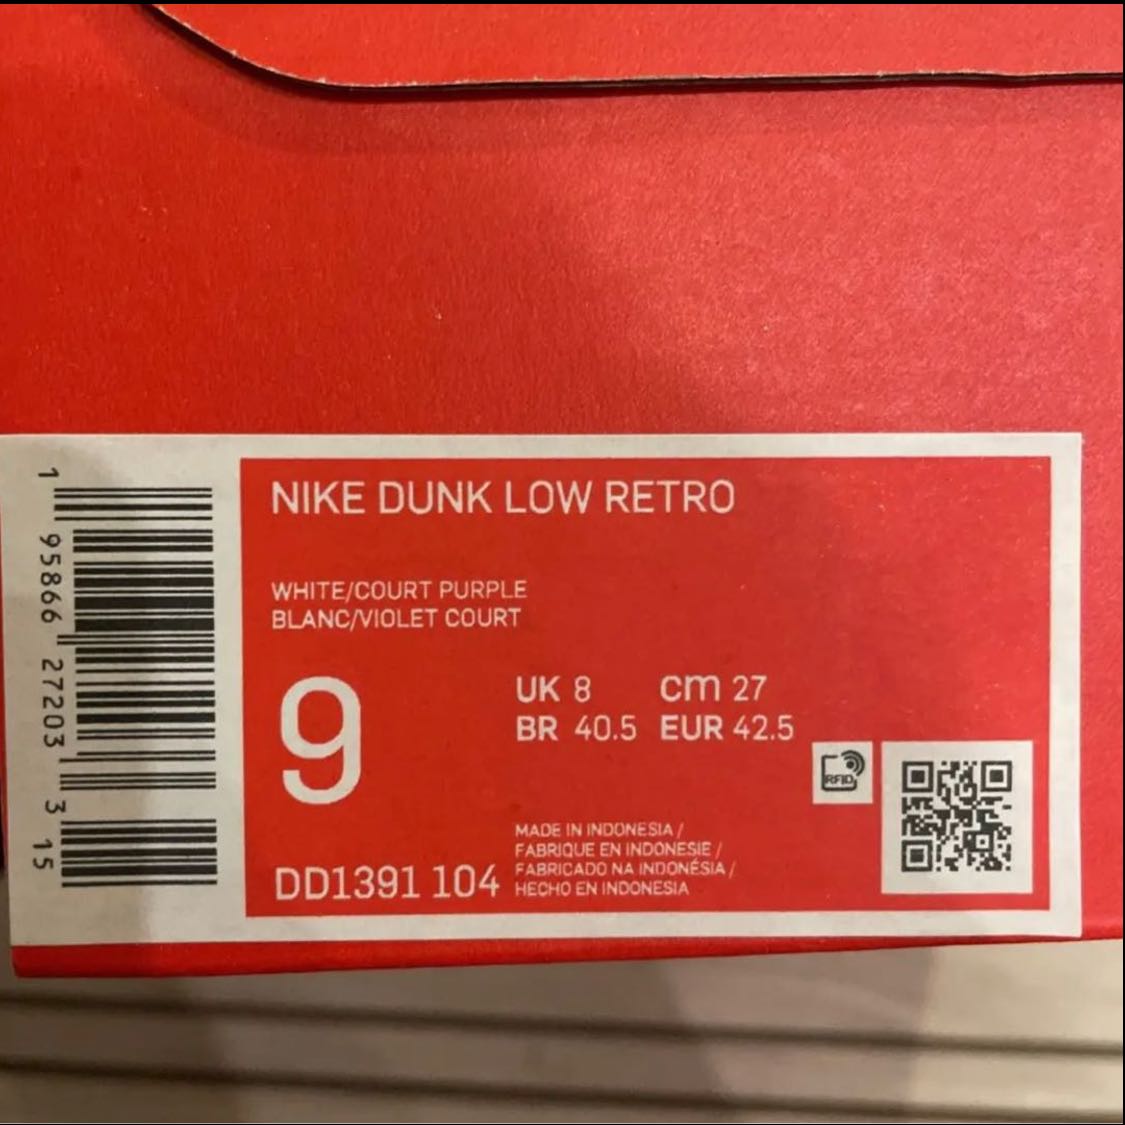 NIKE DUNK LOW RETRO
WHITE/COURT PURPLE
BLANC/VIOLET COURT
9
UK 8 cm 27
BR 40.5 EUR 42.5
RFID
MADE IN INDONESIA /
FABRIQUE EN INDONESIE /
FABRICADO NA INDONÉSIA /
HECHO EN INDONESIA
DD1391 104
1 95866 27203 3 15